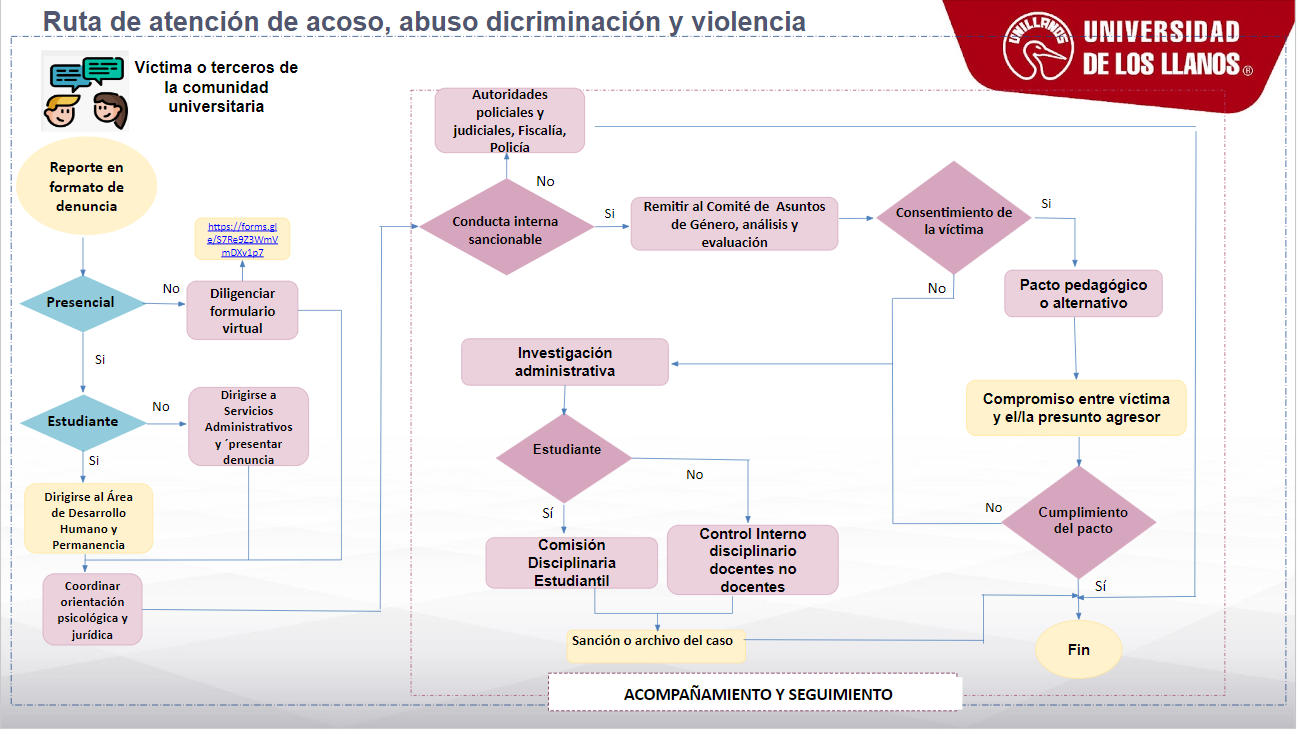 Ruta de atención de acoso, abuso dicriminación y violencia
UNILLANOS
UNIVERSIDAD
DE LOS LLANOS®
Víctima o terceros de
la comunidad
universitaria
Reporte en
formato de
denuncia
Presencial
No
Diligenciar
formulario
virtual
https://forms.gl
e/S7Re9Z3WmV
mDXv1p7
Si
Estudiante
No
Dirigirse a
Servicios
Administrativos
y ´presentar
denuncia
Si
Dirigirse al Área
de Desarrollo
Humano y
Permanencia
Coordinar
orientación
psicológica y
jurídica
Autoridades
policiales y
judiciales, Fiscalía,
Policía
No
Conducta interna
sancionable
Si
Remitir al Comité de Asuntos
de Género, análisis y
evaluación
Consentimiento de
la víctima
Si
No
Pacto pedagógico
o alternativo
Compromiso entre víctima
y el/la presunto agresor
Cumplimiento
del pacto
No
Sí
Investigación
administrativa
Estudiante
No
Sí
Comisión
Disciplinaria
Estudiantil
Control Interno
disciplinario
docentes no
docentes
Sanción o archivo del caso
Fin
ACOMPAÑAMIENTO Y SEGUIMIENTO